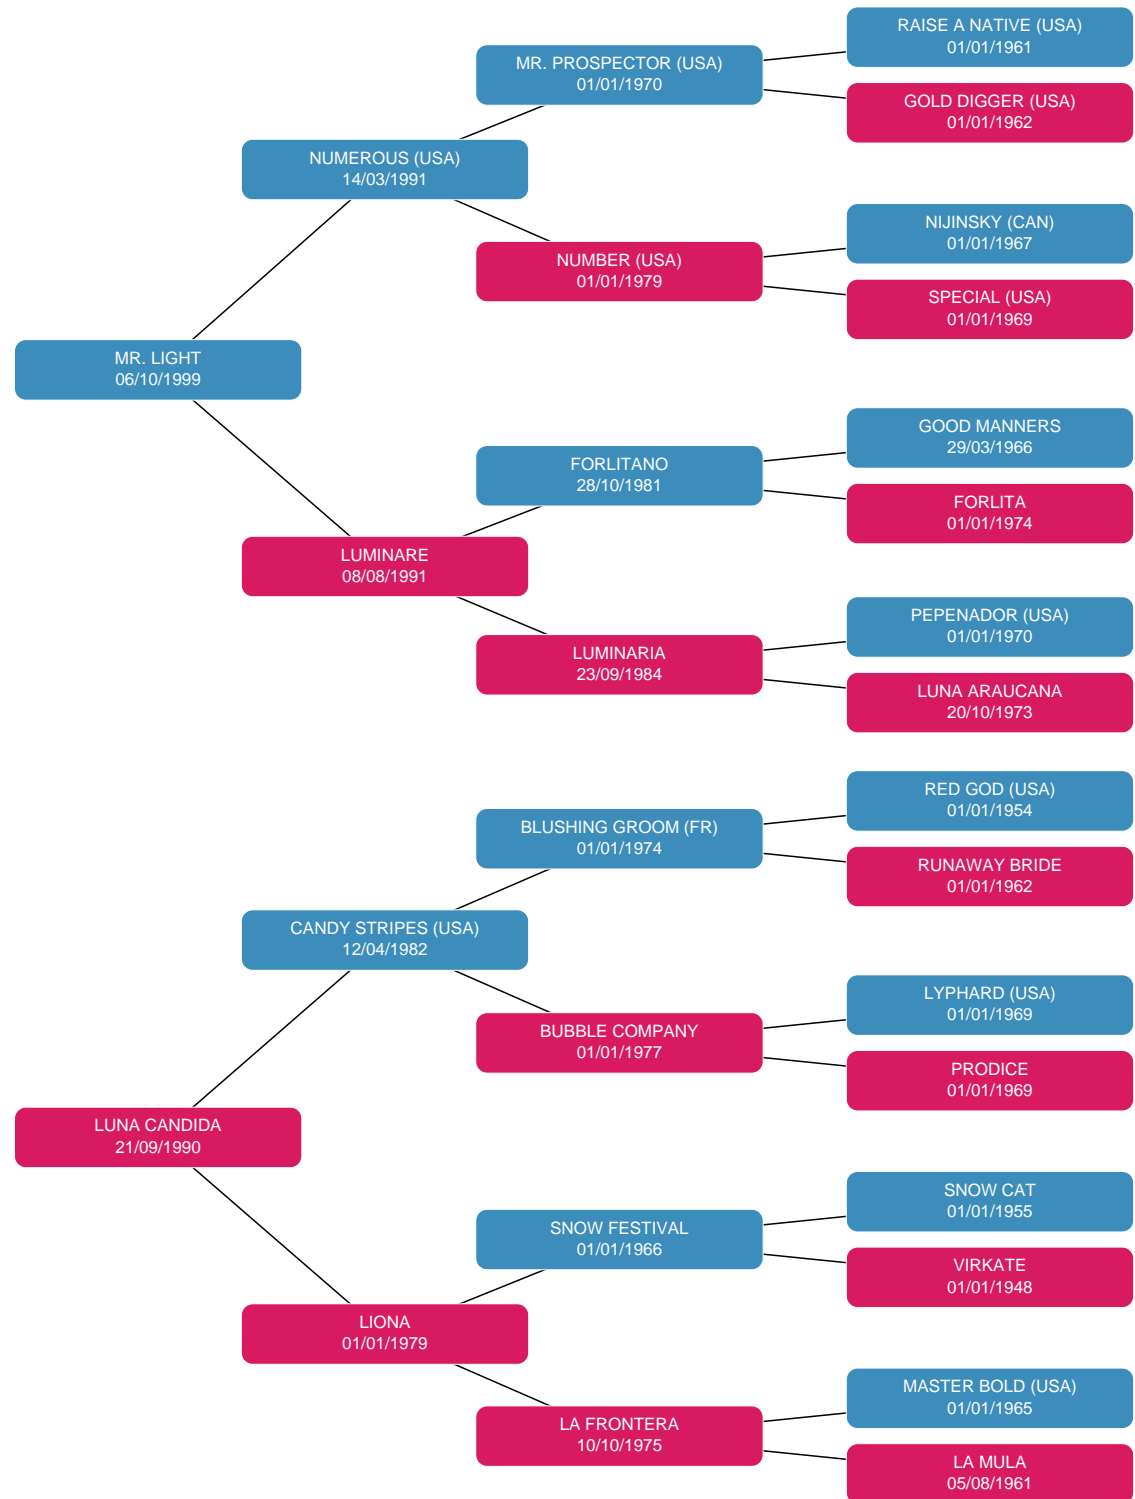 RAISE A NATIVE (USA)
01/01/1961
MR. PROSPECTOR (USA)
01/01/1970
GOLD DIGGER (USA)
01/01/1962
NUMEROUS (USA)
14/03/1991
NIJINSKY (CAN)
01/01/1967
NUMBER (USA)
01/01/1979
SPECIAL (USA)
01/01/1969
MR. LIGHT
06/10/1999
GOOD MANNERS
29/03/1966
FORLITANO
28/10/1981
FORLITA
01/01/1974
LUMINARE
08/08/1991
PEPENADOR (USA)
01/01/1970
LUMINARIA
23/09/1984
LUNA ARAUCANA
20/10/1973
RED GOD (USA)
01/01/1954
BLUSHING GROOM (FR)
01/01/1974
RUNAWAY BRIDE
01/01/1962
CANDY STRIPES (USA)
12/04/1982
LYPHARD (USA)
01/01/1969
BUBBLE COMPANY
01/01/1977
PRODICE
01/01/1969
LUNA CANDIDA
21/09/1990
SNOW CAT
01/01/1955
SNOW FESTIVAL
01/01/1966
VIRKATE
01/01/1948
LIONA
01/01/1979
MASTER BOLD (USA)
01/01/1965
LA FRONTERA
10/10/1975
LA MULA
05/08/1961